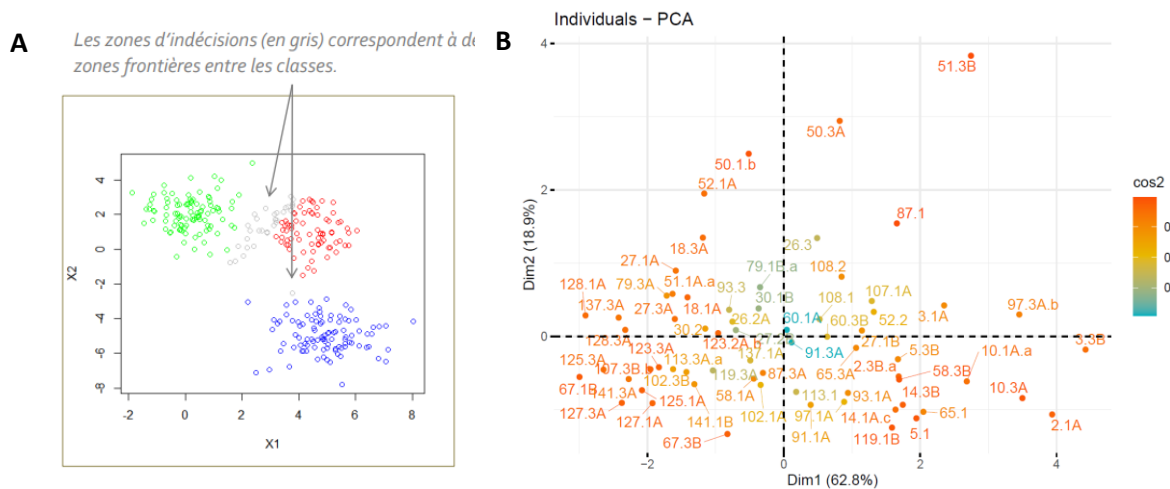 A
Les zones d'indécisions (en gris) correspondent à de
zones frontières entre les classes.
X2
4
2
0
-2
-4
-6
-8
-2
0
2
4
6
8
X1
B
Individuals − PCA
Dim2 (18.9%)
4
2
0
51.3B
50.3A
50.1.b
52.1A
87.1
18.3A
26.3
27.1A
79.1B.a
108.2
128.1A
79.3A
51.1A.a
93.3
30.1B
107.1A
137.3A
27.3A
18.1A
26.2A
60.1A
108.1
60.3B
52.2
3.1A
97.3A.b
128.3A
30.2
123.2A.b
91.3A
27.1B
3.3B
125.3A
107.3B.b
123.3A
113.3A.a
137.1A
65.3A
2.3B.a
5.3B
58.3B
10.1A.a
67.1B
141.3A
102.3B
119.3A
87.3A
113.1
93.1A
14.3B
10.3A
127.3A
125.1A
58.1A
102.1A
97.1A
14.1A.c
65.1
127.1A
141.1B
91.1A
119.1B
5.1
2.1A
67.3B
−2
0
2
4
Dim1 (62.8%)
cos2
0
0
0